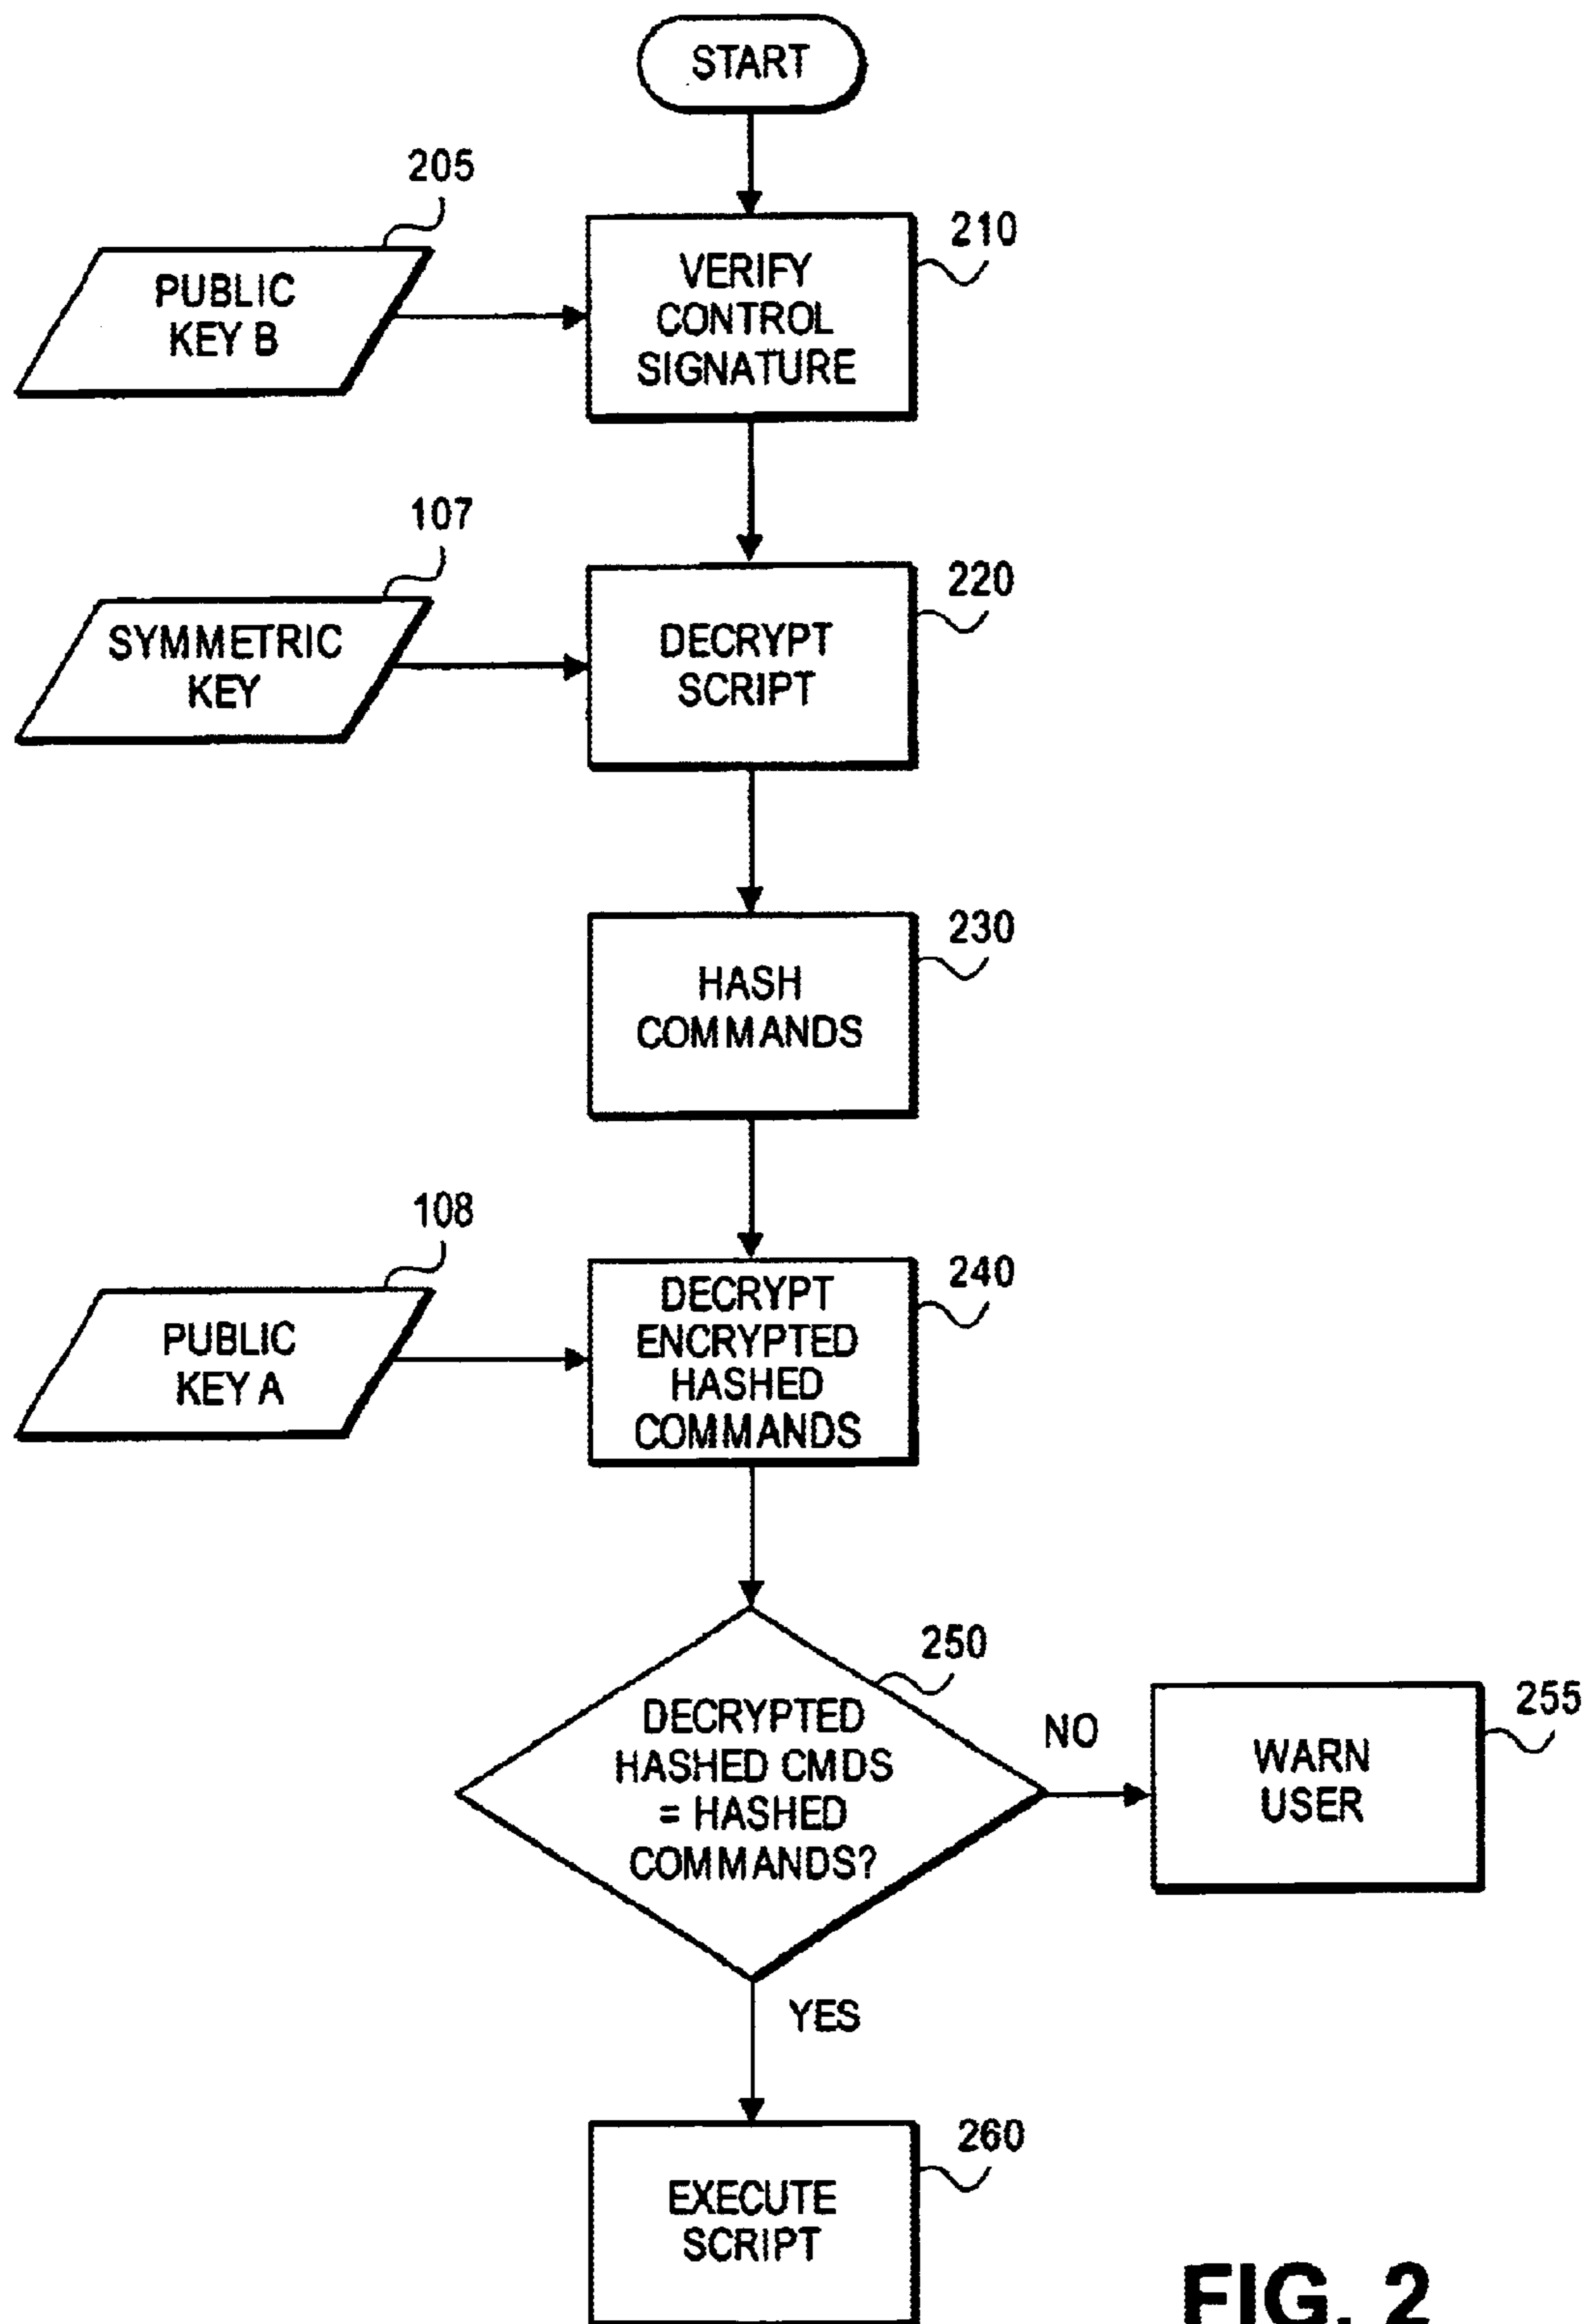 START
205
PUBLIC
KEY B
210
VERIFY
CONTROL
SIGNATURE
107
SYMMETRIC
KEY
220
DECRYPT
SCRIPT
230
HASH
COMMANDS
108
PUBLIC
KEY A
240
DECRYPT
ENCRYPTED
HASHED
COMMANDS
250
DECRYPTED
HASHED CMDS
= HASHED
COMMANDS?
NO
255
WARN
USER
YES
260
EXECUTE
SCRIPT
FIG. 2